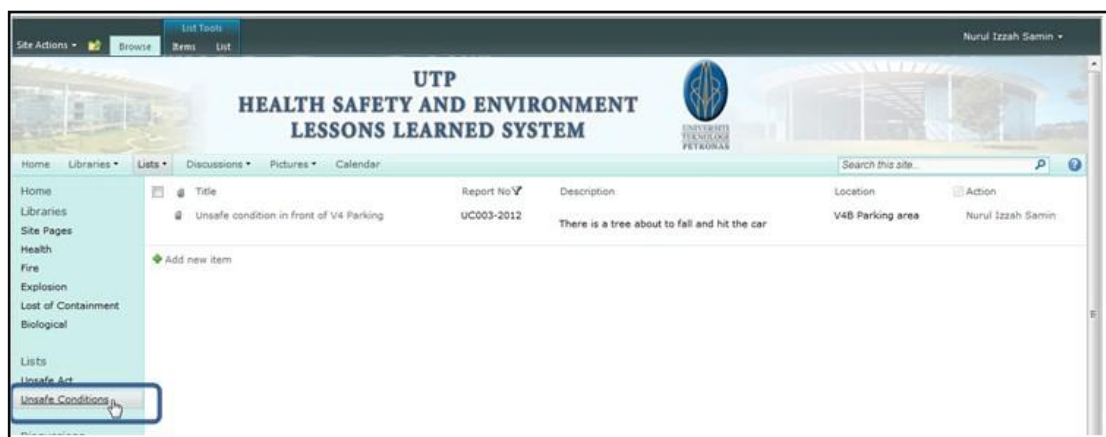 List Tools
Site Actions Browse Items List Nurul Izzah Samin
UTP
HEALTH SAFETY AND ENVIRONMENT
LESSONS LEARNED SYSTEM
UNIVERSITI
TEKNOLOGI
PETRONAS
Home Libraries Lists Discussions Pictures Calendar Search this site...
Home
Libraries
Site Pages
Health
Fire
Explosion
Lost of Containment
Biological
Lists
Unsafe Act
Unsafe Conditions
Discussions
Title Report No Description Location Action
Unsafe condition in front of V4 Parking UC003-2012 There is a tree about to fall and hit the car V4B Parking area Nurul Izzah Samin
Add new item